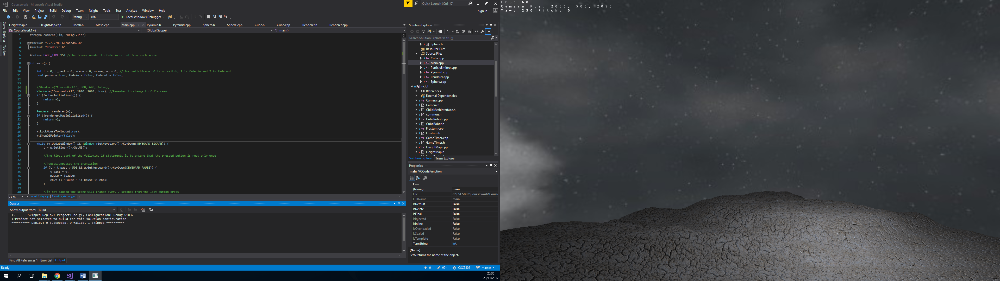 Coursework - Microsoft Visual Studio
Quick Launch (Ctrl+Q)
File Edit View Project Build Debug Team Nsight Tools Test Analyze Window Help
Sign in
Debug x86 Local Windows Debugger
Server Explorer
Toolbox
HeightMap.h HeightMap.cpp Mesh.h Mesh.cpp Main.cpp Pyramid.h Pyramid.cpp Sphere.h Sphere.cpp Cube.h Cube.cpp Renderer.h Renderer.cpp
CourseWork1 v2 (Global Scope) main()
1 #pragma comment(lib, "nclgl.lib")
2
3 #include "../../NCLGL/window.h"
4 #include "Renderer.h"
5
6 #define FADE_TIME 151 //the frames needed to fade in or out from each scene
7
8 int main() {
9
10 int t = 0, t_past = 0, scene = 0, scene_tmp = 0; // for switchScene: 0 is no switch, 1 is fade in and 2 is fade out
11 bool pause = true, fadein = false, fadeout = false;
12
13
14 //Window w("CourseWork1", 800, 600, false);
15 Window w("CourseWork1", 1920, 1080, true); //Remember to change to fullscreen
16 if (!w.HasInitialised()) {
17 return -1;
18 }
19
20 Renderer renderer(w);
21 if (!renderer.HasInitialised()) {
22 return -1;
23 }
24
25 w.LockMouseToWindow(true);
26 w.ShowOSPointer(false);
27
28 while (w.UpdateWindow() && !Window::GetKeyboard()->KeyDown(KEYBOARD_ESCAPE)) {
29 t = w.GetTimer()->GetMS();
30
31 //the first part of the following if statements is to ensure that the pressed button is read only once
32
33 //Pauses/Unpauses the transition
34 if (t - t_past > 500 && w.GetKeyboard()->KeyDown(KEYBOARD_PAUSE)) {
35 t_past = t;
36 pause = !pause;
37 cout << "Pause " << pause << endl;
38 }
39
40 //if not paused the scene will change every 7 seconds from the last button press
91 % nutiel, 1 day ago | 1 author, 4 changes
Output
Show output from: Build
1>------ Skipped Deploy: Project: nclgl, Configuration: Debug Win32 ------
1>Project not selected to build for this solution configuration
========== Deploy: 0 succeeded, 0 failed, 1 skipped ==========
Find All References 1 Error List Output
Solution Explorer
Search Solution Explorer (Ctrl+;)
Sphere.h
Resource Files
Source Files
Cube.cpp
Main.cpp
ParticleEmitter.cpp
Pyramid.cpp
Renderer.cpp
Sphere.cpp
nclgl
References
External Dependencies
Camera.cpp
Camera.h
ChildMeshInterface.h
common.h
CubeRobot.cpp
CubeRobot.h
Frustum.cpp
Frustum.h
GameTimer.cpp
GameTimer.h
HeightMap.cpp
HeightMap.h
Solution Explorer Team Explorer
Properties
main VCCodeFunction
C++
(Name) main
File d:\CSC5802\Coursework\Course
FullName main
IsDefault False
IsDelete False
IsFinal False
IsInjected False
IsInline False
IsOverloaded False
IsSealed False
IsTemplate False
TypeString int
(Name)
Sets/returns the name of the object.
Ready 0 99* CSC5802 master
20:36
23/11/2017
FPS: 60
Camera Pos: 2056, 500, 2056
Yaw: 230 Pitch: 0